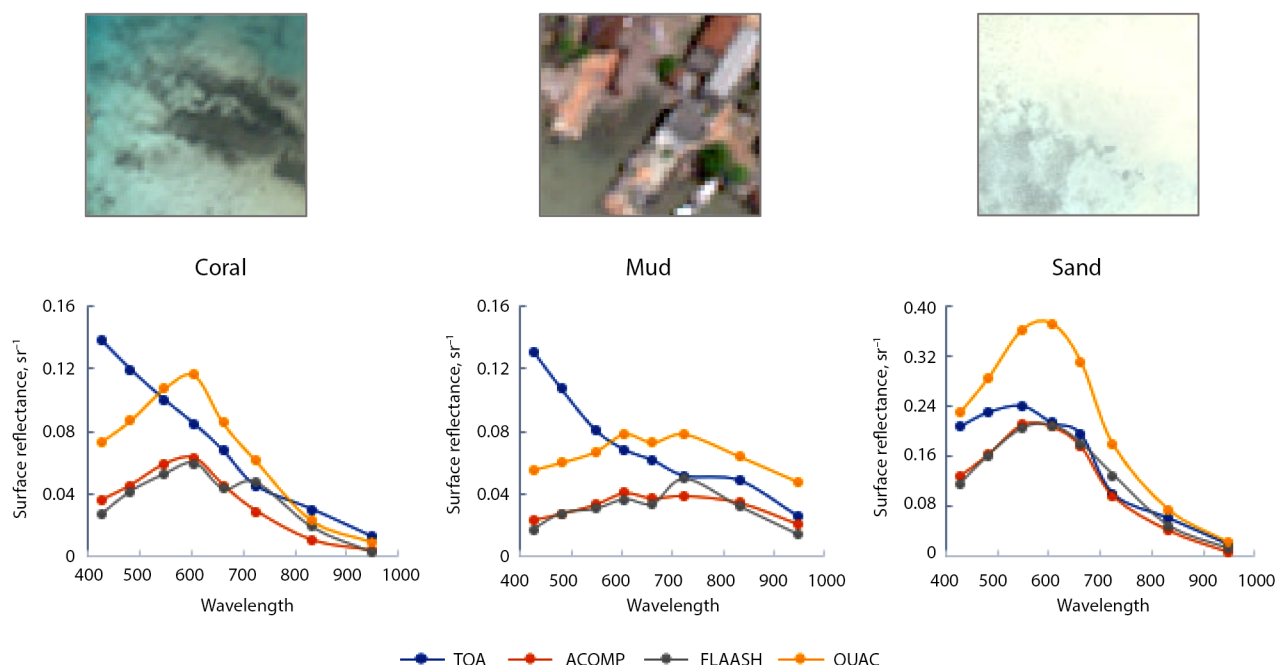 Coral
Mud
Sand
Surface reflectance, sr⁻¹
0.16
0.12
0.08
0.04
0
400 500 600 700 800 900 1000
Wavelength
Surface reflectance, sr⁻¹
0.16
0.12
0.08
0.04
0
400 500 600 700 800 900 1000
Wavelength
Surface reflectance, sr⁻¹
0.40
0.32
0.24
0.16
0.08
0
400 500 600 700 800 900 1000
Wavelength
TOA ACOMP FLAASH QUAC